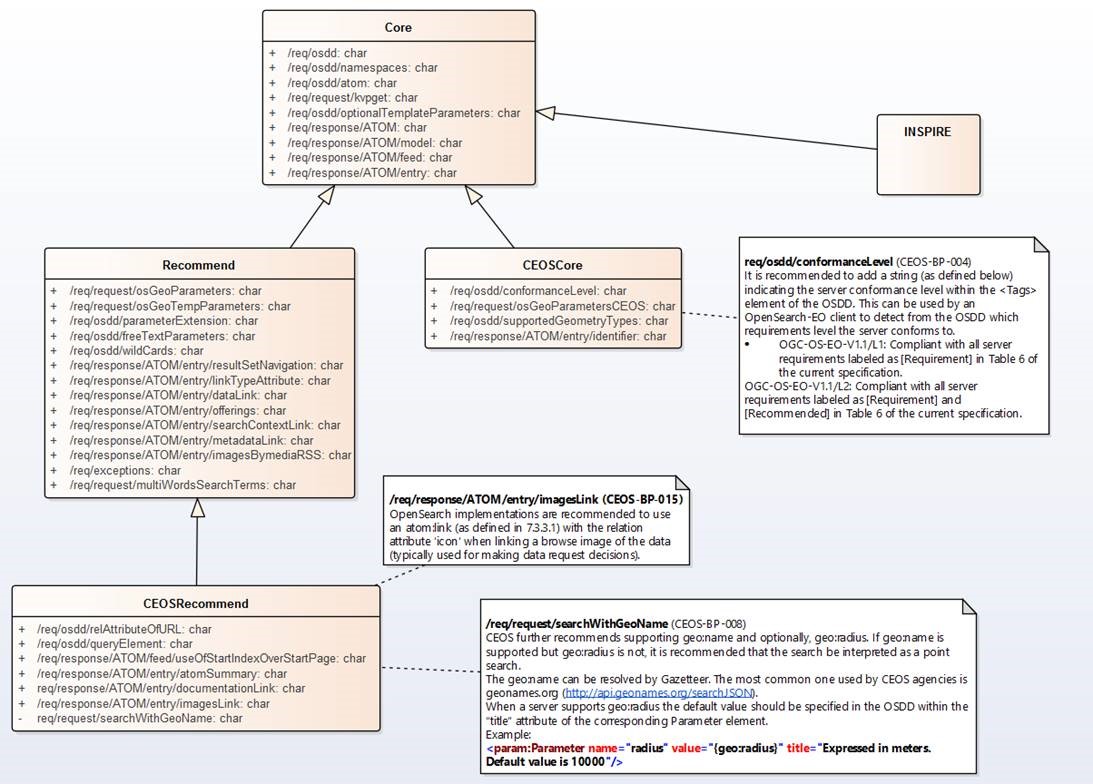 Core
+ /req/osdd: char
+ /req/osdd/namespaces: char
+ /req/osdd/atom: char
+ /req/request/kvpget: char
+ /req/osdd/optionalTemplateParameters: char
+ /req/response/ATOM: char
+ /req/response/ATOM/model: char
+ /req/response/ATOM/feed: char
+ /req/response/ATOM/entry: char
INSPIRE
Recommend
+ /req/request/osGeoParameters: char
+ /req/request/osGeoTempParameters: char
+ /req/osdd/parameterExtension: char
+ /req/osdd/freeTextParameters: char
+ /req/osdd/wildCards: char
+ /req/response/ATOM/entry/resultSetNavigation: char
+ /req/response/ATOM/entry/linkTypeAttribute: char
+ /req/response/ATOM/entry/dataLink: char
+ /req/response/ATOM/entry/offerings: char
+ /req/response/ATOM/entry/searchContextLink: char
+ /req/response/ATOM/entry/metadataLink: char
+ /req/response/ATOM/entry/imagesBymediaRSS: char
+ /req/exceptions: char
+ /req/request/multiWordsSearchTerms: char
CEOSCore
+ /req/osdd/conformanceLevel: char
+ /req/request/osGeoParametersCEOS: char
+ /req/osdd/supportedGeometryTypes: char
+ /req/response/ATOM/entry/identifier: char
req/osdd/conformanceLevel (CEOS-BP-004)
It is recommended to add a string (as defined below)
indicating the server conformance level within the <Tags>
element of the OSDD. This can be used by an
OpenSearch-EO client to detect from the OSDD which
requirements level the server conforms to.
• OGC-OS-EO-V1.1/L1: Compliant with all server
requirements labeled as [Requirement] in Table 6 of
the current specification.
OGC-OS-EO-V1.1/L2: Compliant with all server
requirements labeled as [Requirement] and
[Recommended] in Table 6 of the current specification.
/req/response/ATOM/entry/imagesLink (CEOS-BP-015)
OpenSearch implementations are recommended to use
an atom:link (as defined in 7.3.3.1) with the relation
attribute 'icon' when linking a browse image of the data
(typically used for making data request decisions).
CEOSRecommend
+ /req/osdd/relAttributeOfURL: char
+ /req/osdd/queryElement: char
+ /req/response/ATOM/feed/useOfStartIndexOverStartPage: char
+ /req/response/ATOM/entry/atomSummary: char
+ req/response/ATOM/entry/documentationLink: char
+ /req/response/ATOM/entry/imagesLink: char
- req/request/searchWithGeoName: char
/req/request/searchWithGeoName (CEOS-BP-008)
CEOS further recommends supporting geo:name and optionally, geo:radius. If geo:name is
supported but geo:radius is not, it is recommended that the search be interpreted as a point
search.
The geo:name can be resolved by Gazetteer. The most common one used by CEOS agencies is
geonames.org (http://api.geonames.org/searchJSON).
When a server supports geo:radius the default value should be specified in the OSDD within the
"title" attribute of the corresponding Parameter element.
Example:
<param:Parameter name="radius" value="{geo:radius}" title="Expressed in meters.
Default value is 10000"/>